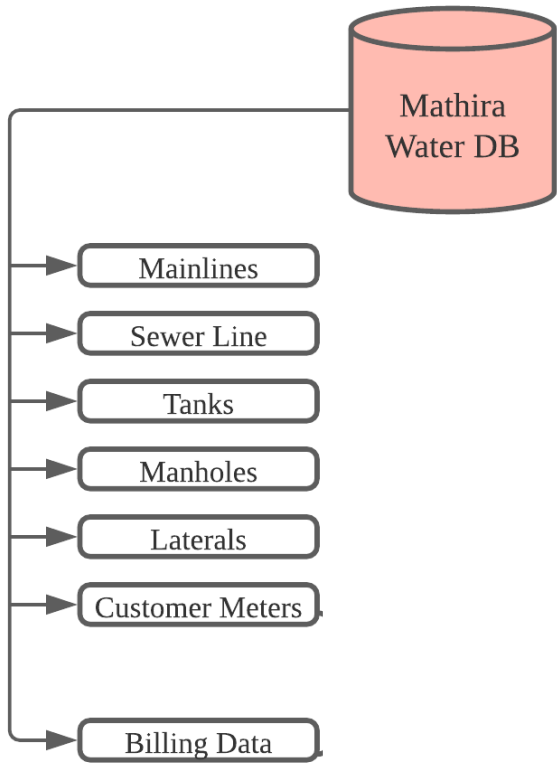 Mathira
Water DB
Mainlines
Sewer Line
Tanks
Manholes
Laterals
Customer Meters
Billing Data